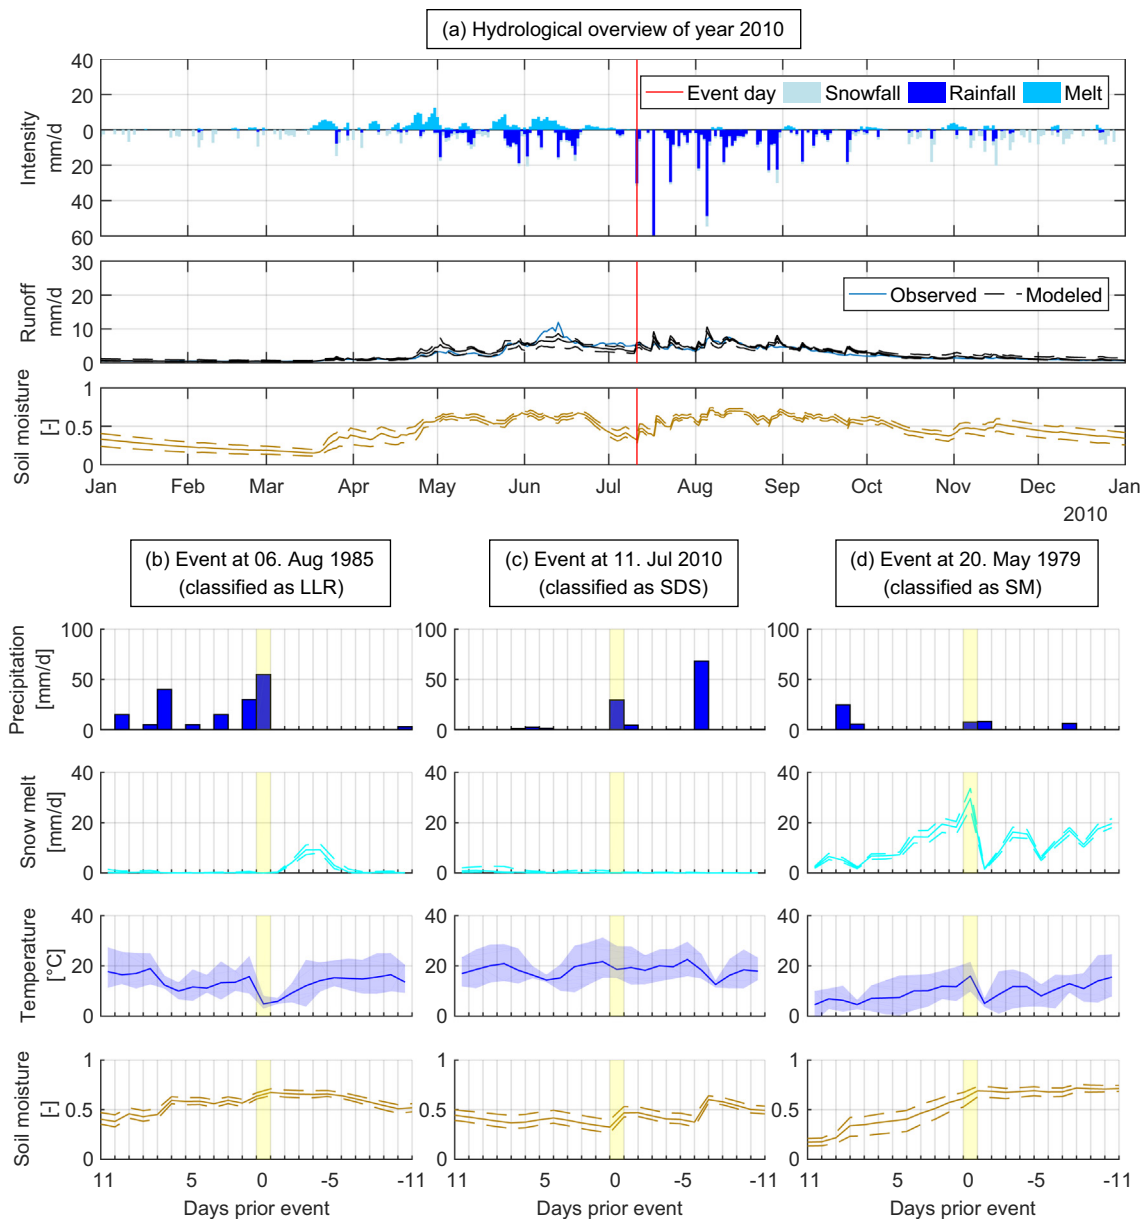 (a) Hydrological overview of year 2010
Intensity
mm/d
40
20
0
20
40
60
Event day
Snowfall
Rainfall
Melt
Runoff
mm/d
30
20
10
0
Observed
Modeled
Soil moisture
[-]
1
0.5
0
Jan Feb Mar Apr May Jun Jul Aug Sep Oct Nov Dec Jan
2010
(b) Event at 06. Aug 1985
(classified as LLR)
(c) Event at 11. Jul 2010
(classified as SDS)
(d) Event at 20. May 1979
(classified as SM)
Precipitation
[mm/d]
100 100 100
50 50 50
0 0 0
Snow melt
[mm/d]
40 40 40
20 20 20
0 0 0
Temperature
[°C]
40 40 40
20 20 20
0 0 0
Soil moisture
[-]
1 1 1
0.5 0.5 0.5
0 0 0
11 5 0 -5 -11 11 5 0 -5 -11 11 5 0 -5 -11
Days prior event Days prior event Days prior event